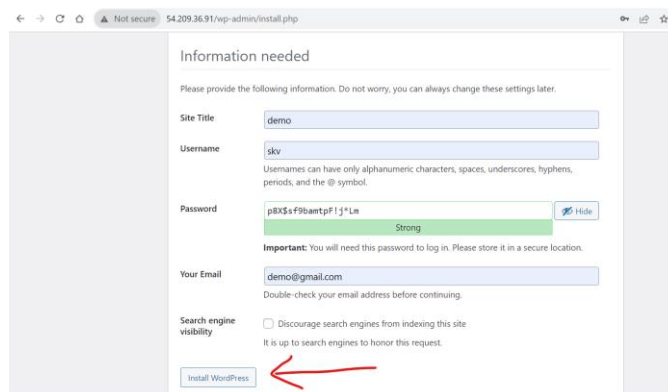 Not secure 54.209.36.91/wp-admin/install.php
Information needed
Please provide the following information. Do not worry, you can always change these settings later.
Site Title demo
Username skv
Usernames can have only alphanumeric characters, spaces, underscores, hyphens,
periods, and the @ symbol.
Password p8X$sf9bamtpF!j*Lm Hide
Strong
Important: You will need this password to log in. Please store it in a secure location.
Your Email demo@gmail.com
Double-check your email address before continuing.
Search engine
visibility
Discourage search engines from indexing this site
It is up to search engines to honor this request.
Install WordPress